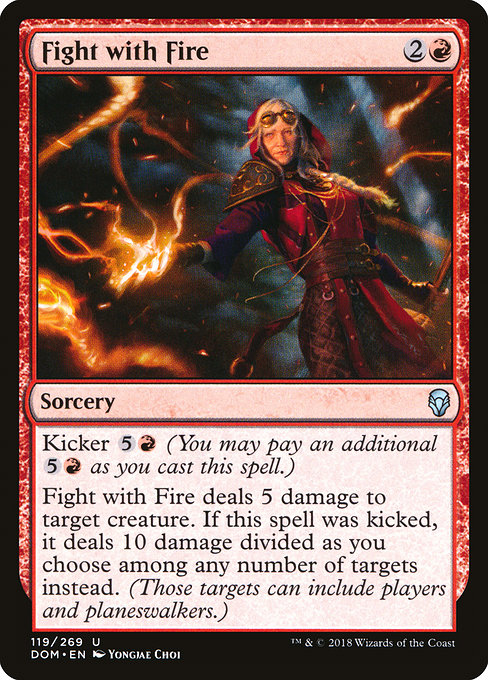 Fight with Fire 2
Sorcery
Kicker 5 (You may pay an additional
5 as you cast this spell.)
Fight with Fire deals 5 damage to
target creature. If this spell was kicked,
it deals 10 damage divided as you
choose among any number of targets
instead. (Those targets can include players
and planeswalkers.)
119/269 U
™ & © 2018 Wizards of the Coast
DOM • EN Yongjae Choi